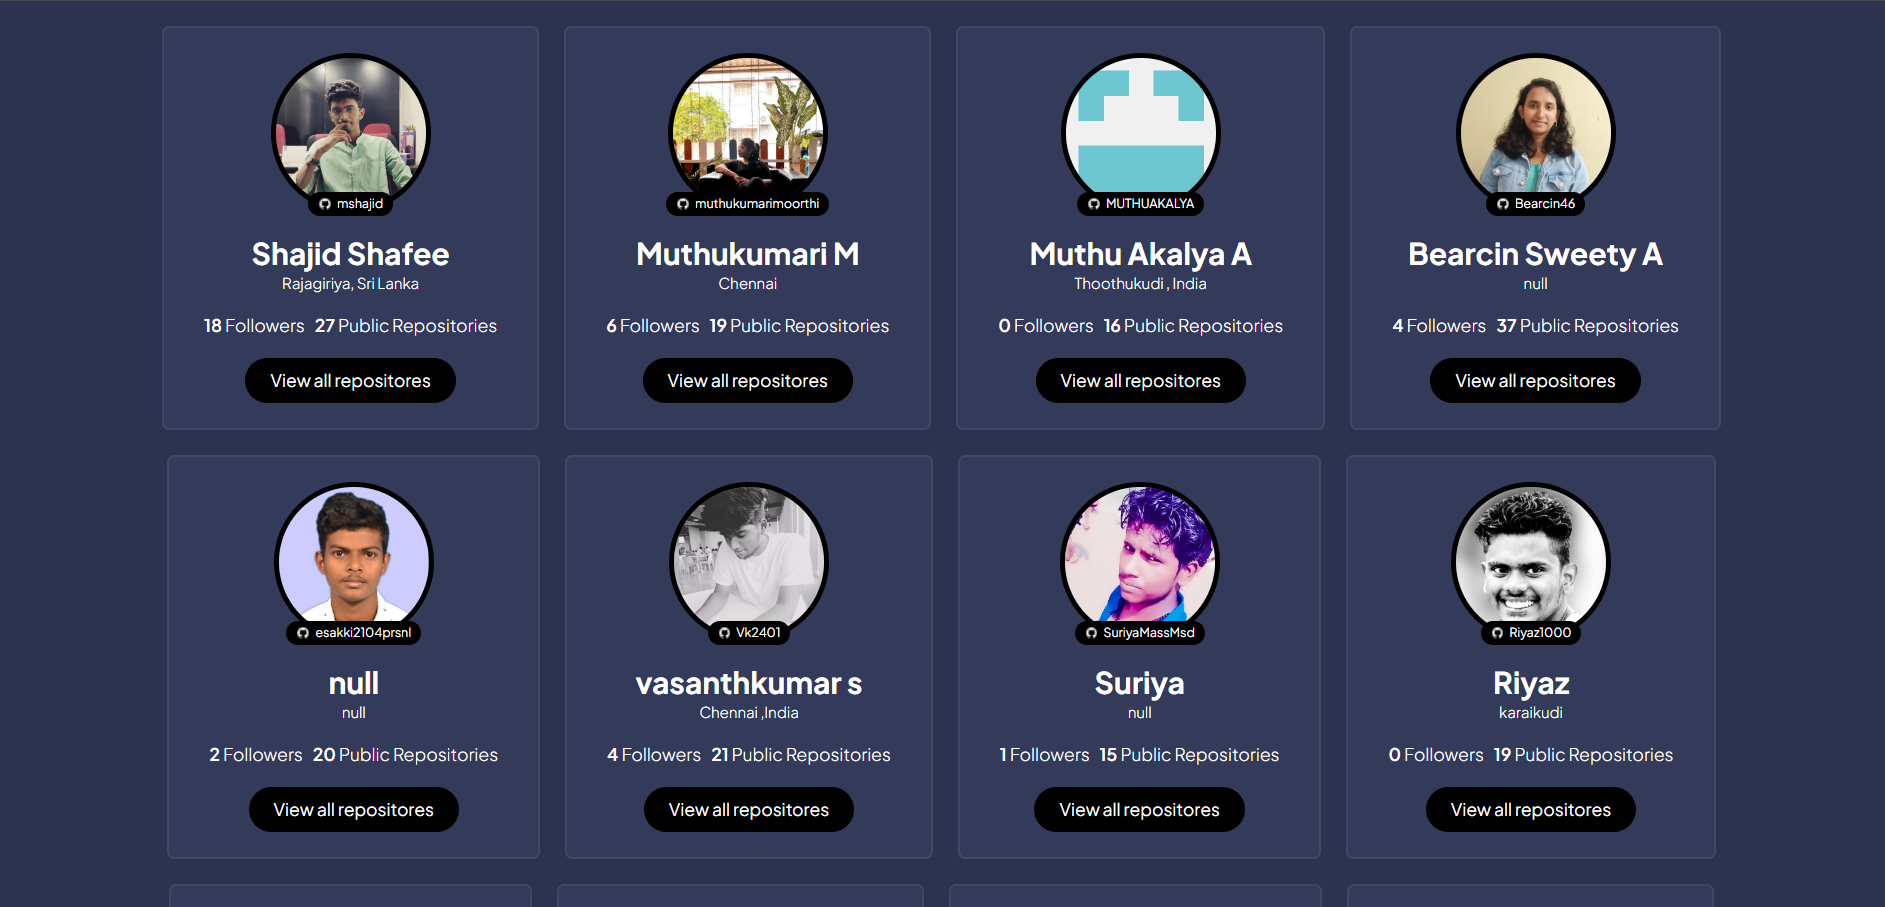 mshajid
Shajid Shafee
Rajagiriya, Sri Lanka
18 Followers 27 Public Repositories
View all repositores
muthukumarimoorthi
Muthukumari M
Chennai
6 Followers 19 Public Repositories
View all repositores
MUTHUAKALYA
Muthu Akalya A
Thoothukudi , India
0 Followers 16 Public Repositories
View all repositores
Bearcin46
Bearcin Sweety A
null
4 Followers 37 Public Repositories
View all repositores
esakki2104prsnl
null
null
2 Followers 20 Public Repositories
View all repositores
Vk2401
vasanthkumar s
Chennai ,India
4 Followers 21 Public Repositories
View all repositores
SuriyaMassMsd
Suriya
null
1 Followers 15 Public Repositories
View all repositores
Riyaz1000
Riyaz
karaikudi
0 Followers 19 Public Repositories
View all repositores